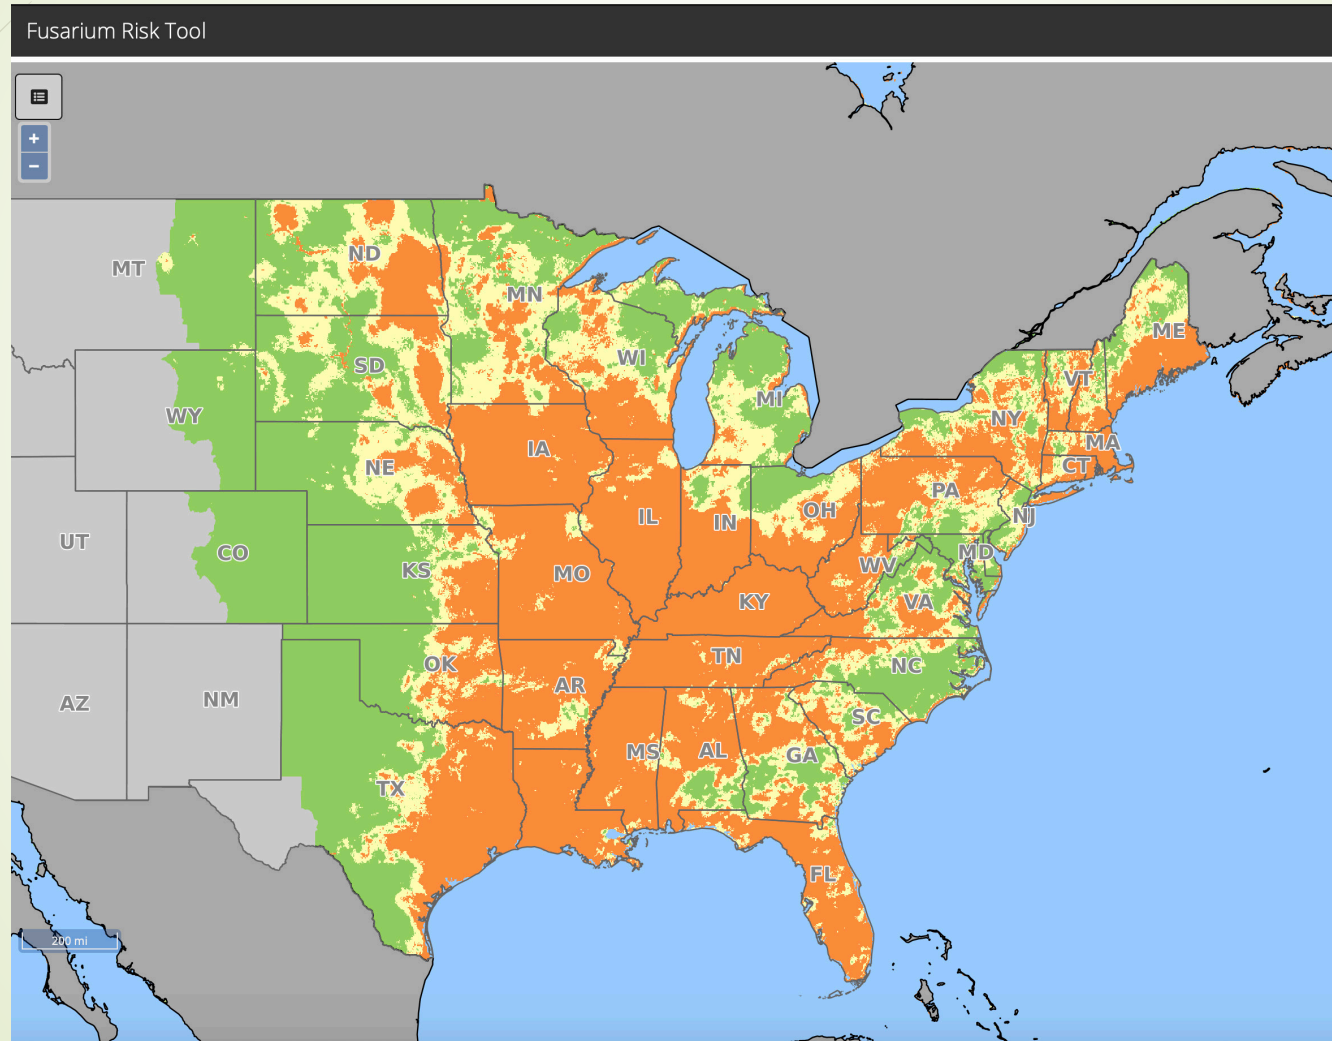 Fusarium Risk Tool
+
−
ND
MT
MN
ME
WI
SD
VT
MI
WY
NY
MA
IA
NE
CT
PA
OH
IL
IN
NJ
UT
CO
MD
WV
KS
MO
KY
VA
TN
OK
NC
AR
NM
AZ
SC
MS
AL
GA
TX
FL
200 mi